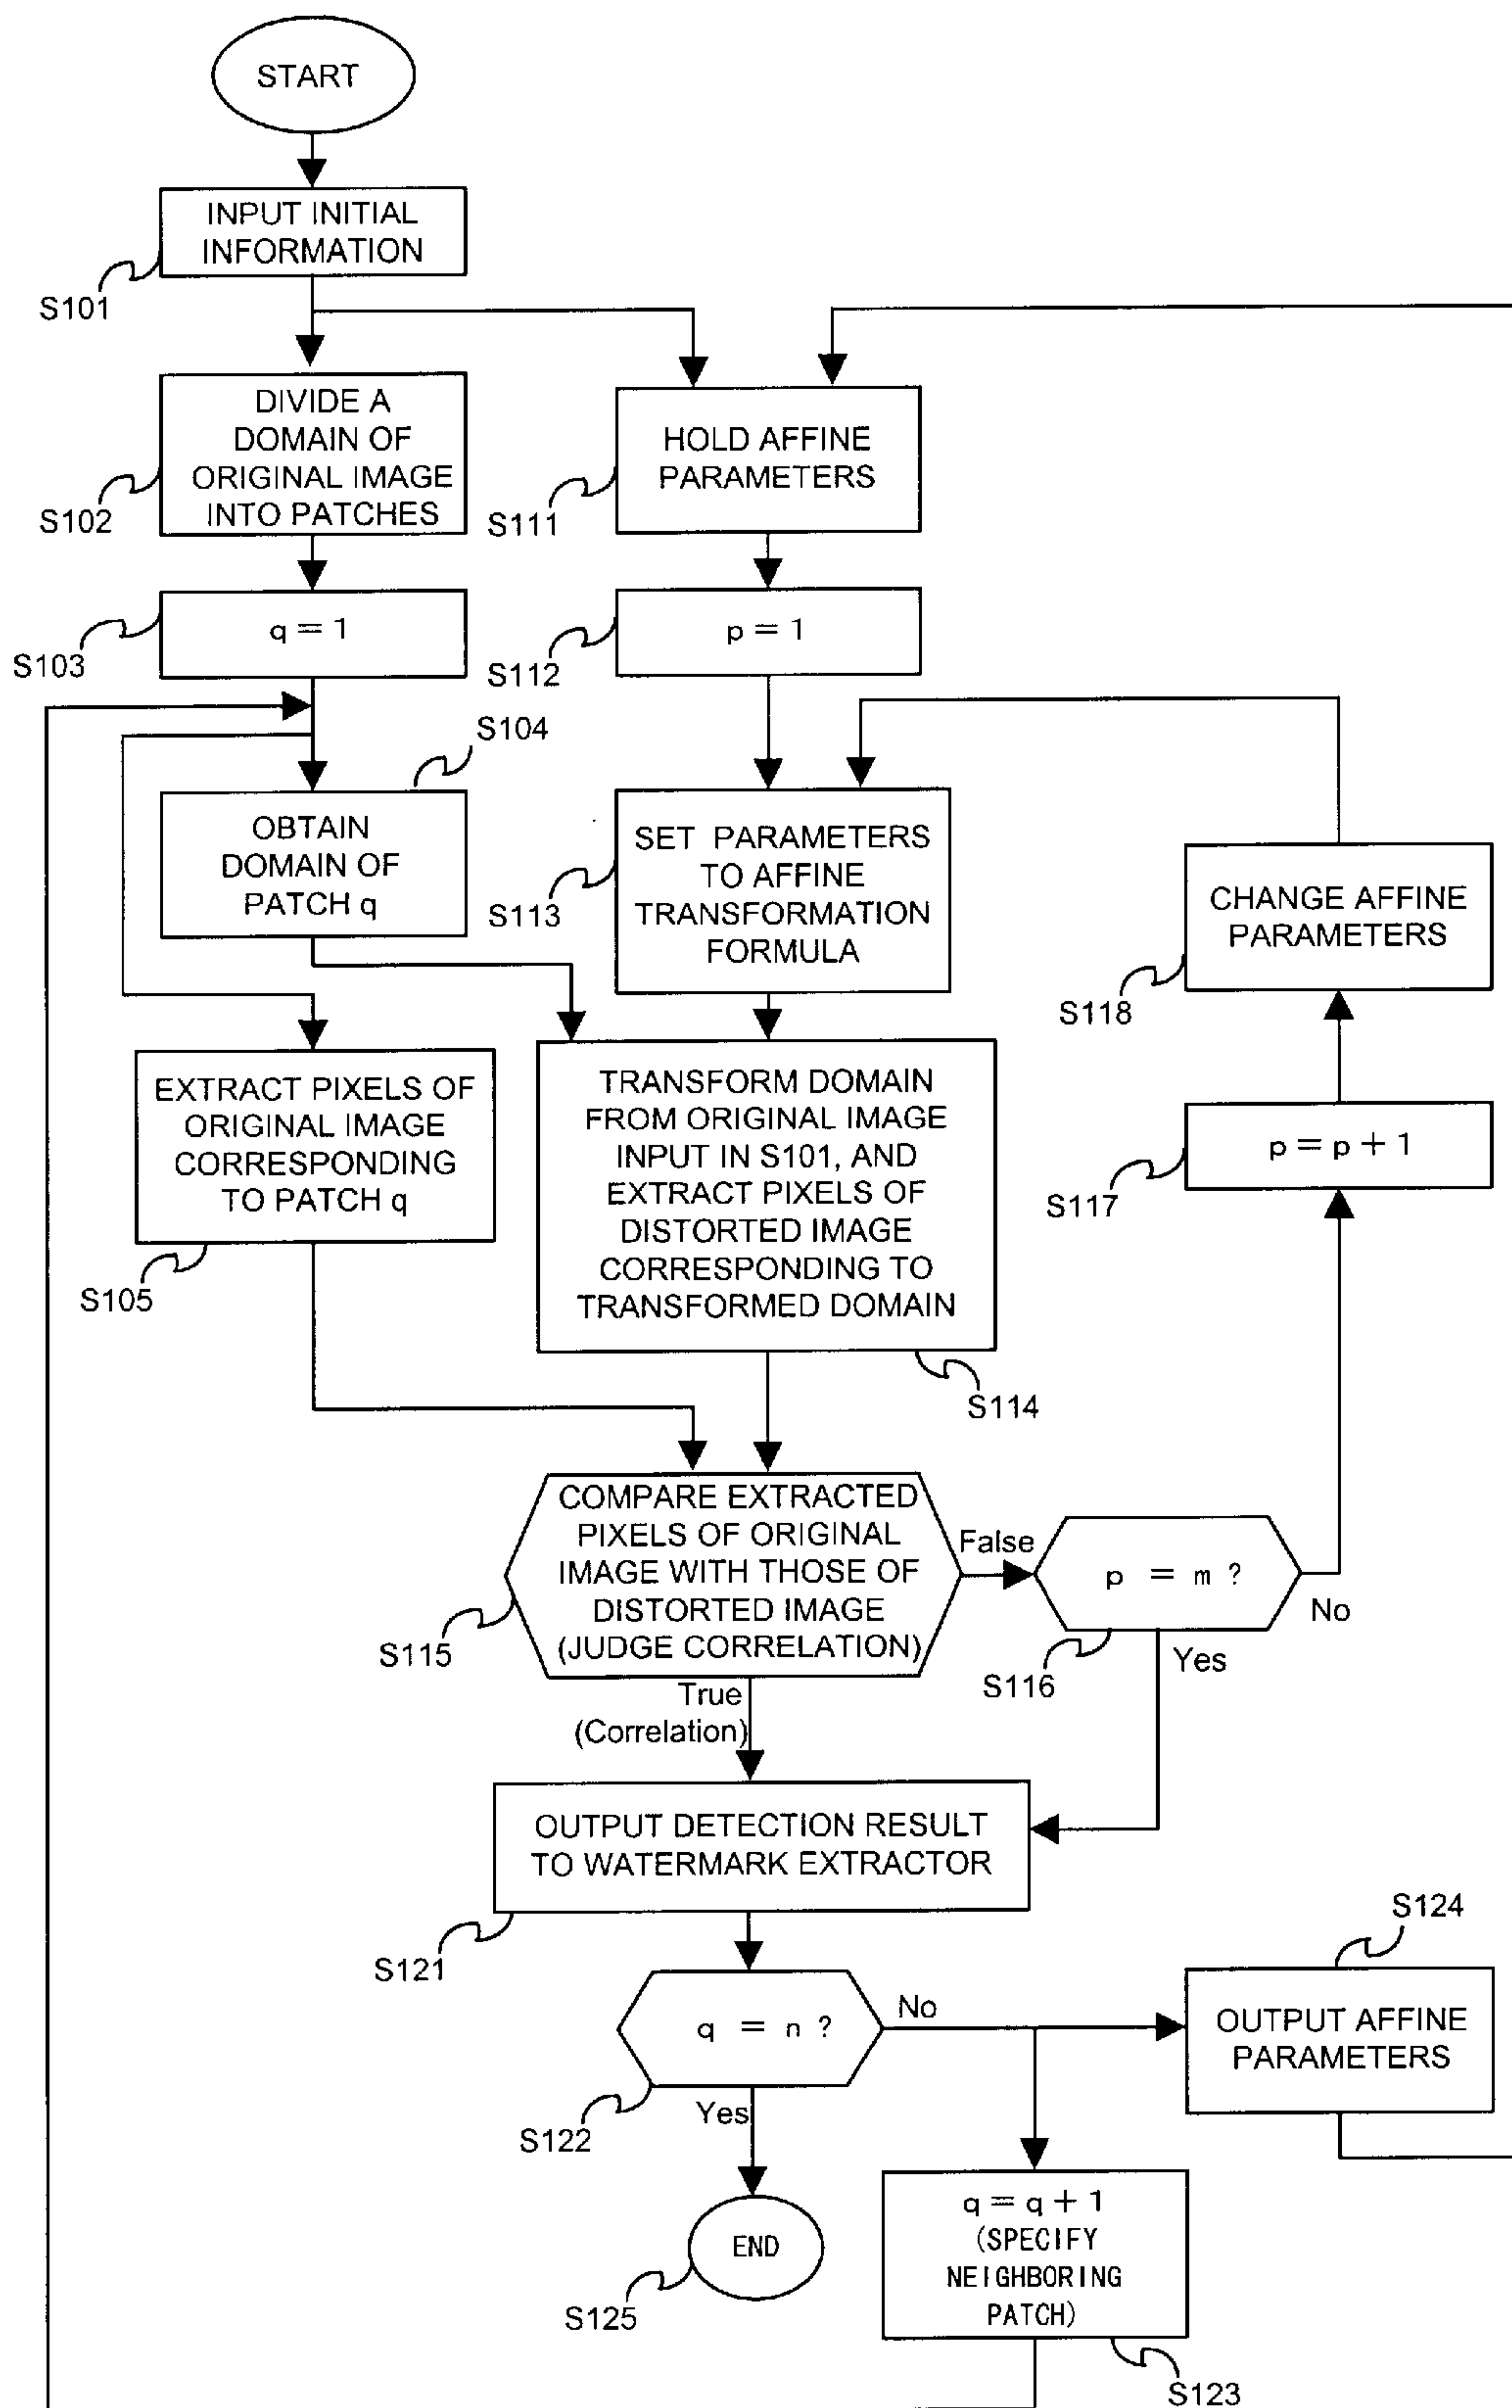 START
INPUT INITIAL
INFORMATION
S101
DIVIDE A
DOMAIN OF
ORIGINAL IMAGE
INTO PATCHES
S102
HOLD AFFINE
PARAMETERS
S111
q = 1
S103
p = 1
S112
S104
OBTAIN
DOMAIN OF
PATCH q
SET PARAMETERS
TO AFFINE
TRANSFORMATION
FORMULA
S113
CHANGE AFFINE
PARAMETERS
S118
EXTRACT PIXELS OF
ORIGINAL IMAGE
CORRESPONDING
TO PATCH q
S105
TRANSFORM DOMAIN
FROM ORIGINAL IMAGE
INPUT IN S101, AND
EXTRACT PIXELS OF
DISTORTED IMAGE
CORRESPONDING TO
TRANSFORMED DOMAIN
S114
p = p + 1
S117
COMPARE EXTRACTED
PIXELS OF ORIGINAL
IMAGE WITH THOSE OF
DISTORTED IMAGE
(JUDGE CORRELATION)
S115
False
p = m ?
No
S116
Yes
True
(Correlation)
OUTPUT DETECTION RESULT
TO WATERMARK EXTRACTOR
S121
q = n ?
No
S122
Yes
S124
OUTPUT AFFINE
PARAMETERS
END
S125
q = q + 1
(SPECIFY
NEIGHBORING
PATCH)
S123